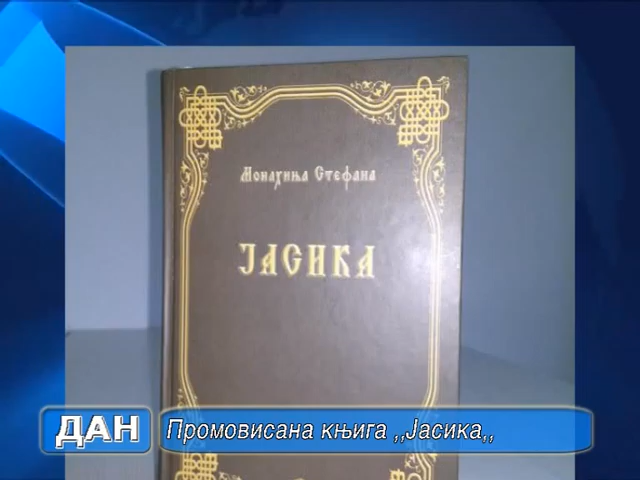 Монахиња Стефана
ЈАСИКА
ДАН
Промовисана књига ,,Јасика,,